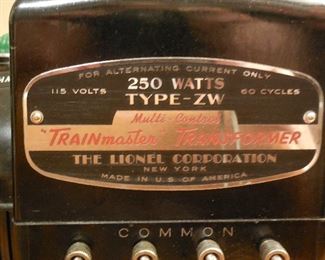 FOR ALTERNATING CURRENT ONLY
115 VOLTS 250 WATTS 60 CYCLES
TYPE-ZW
Multi-Control
"TRAINmaster" TRANSFORMER
THE LIONEL CORPORATION
NEW YORK
MADE IN U.S. OF AMERICA
COMMON